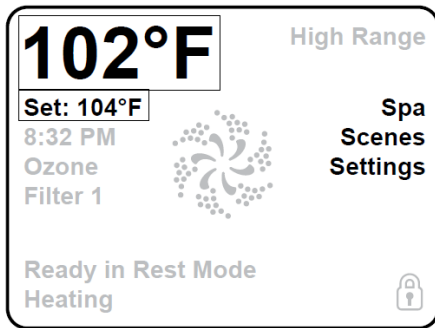 102°F
High Range
Set: 104°F
Spa
8:32 PM
Scenes
Ozone
Settings
Filter 1
Ready in Rest Mode
Heating